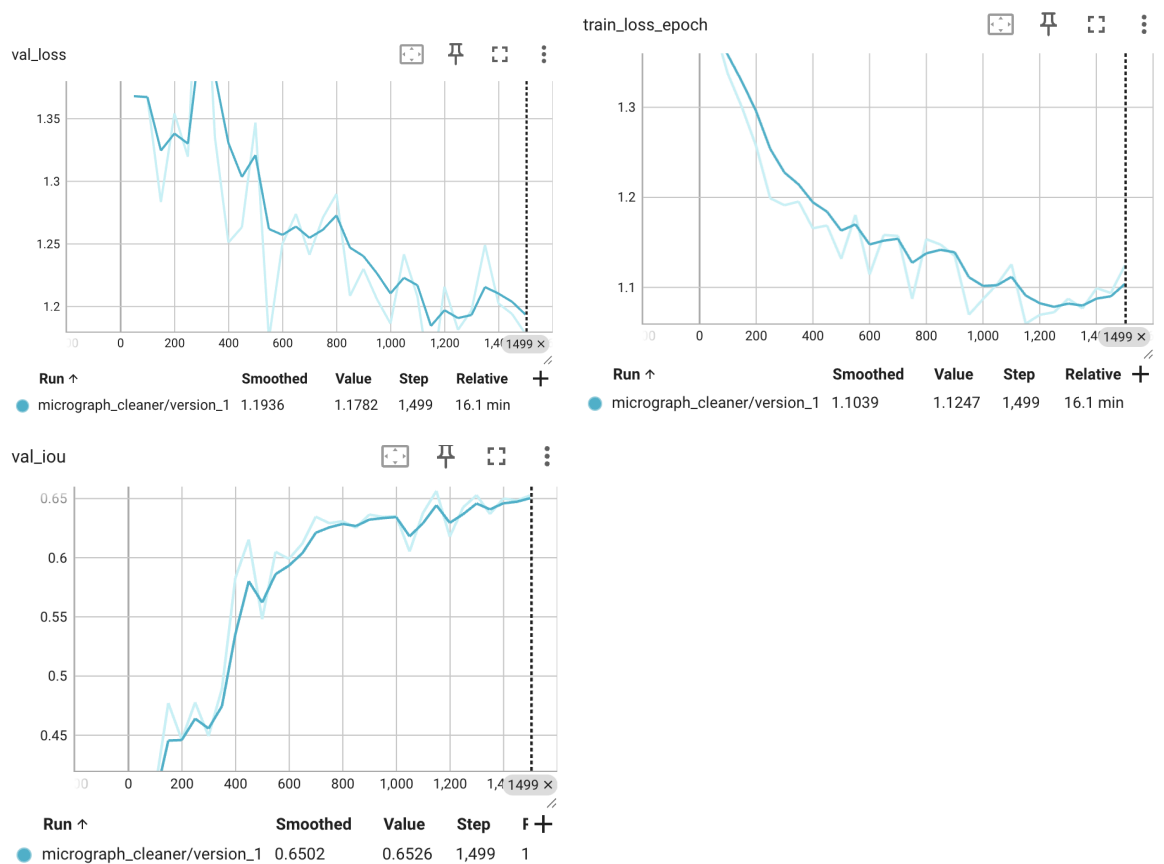 val_loss
1.35
1.3
1.25
1.2
00 0 200 400 600 800 1,000 1,200 1,4 1499 ×
Run ↑ Smoothed Value Step Relative +
micrograph_cleaner/version_1 1.1936 1.1782 1,499 16.1 min
train_loss_epoch
1.3
1.2
1.1
00 0 200 400 600 800 1,000 1,200 1,4 1499 ×
Run ↑ Smoothed Value Step Relative +
micrograph_cleaner/version_1 1.1039 1.1247 1,499 16.1 min
val_iou
0.65
0.6
0.55
0.5
0.45
00 0 200 400 600 800 1,000 1,200 1,4 1499 ×
Run ↑ Smoothed Value Step +
micrograph_cleaner/version_1 0.6502 0.6526 1,499 1